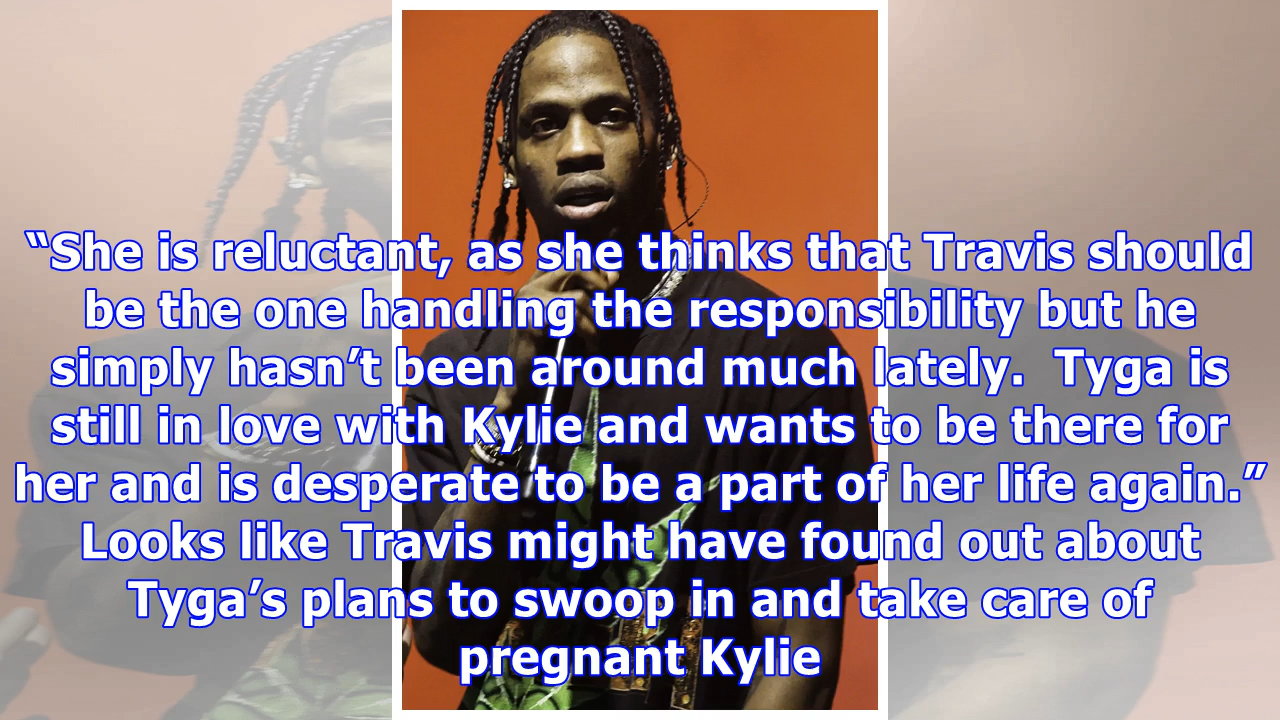 “She is reluctant, as she thinks that Travis should
be the one handling the responsibility but he
simply hasn’t been around much lately.  Tyga is
still in love with Kylie and wants to be there for
her and is desperate to be a part of her life again.”
Looks like Travis might have found out about
Tyga’s plans to swoop in and take care of
pregnant Kylie